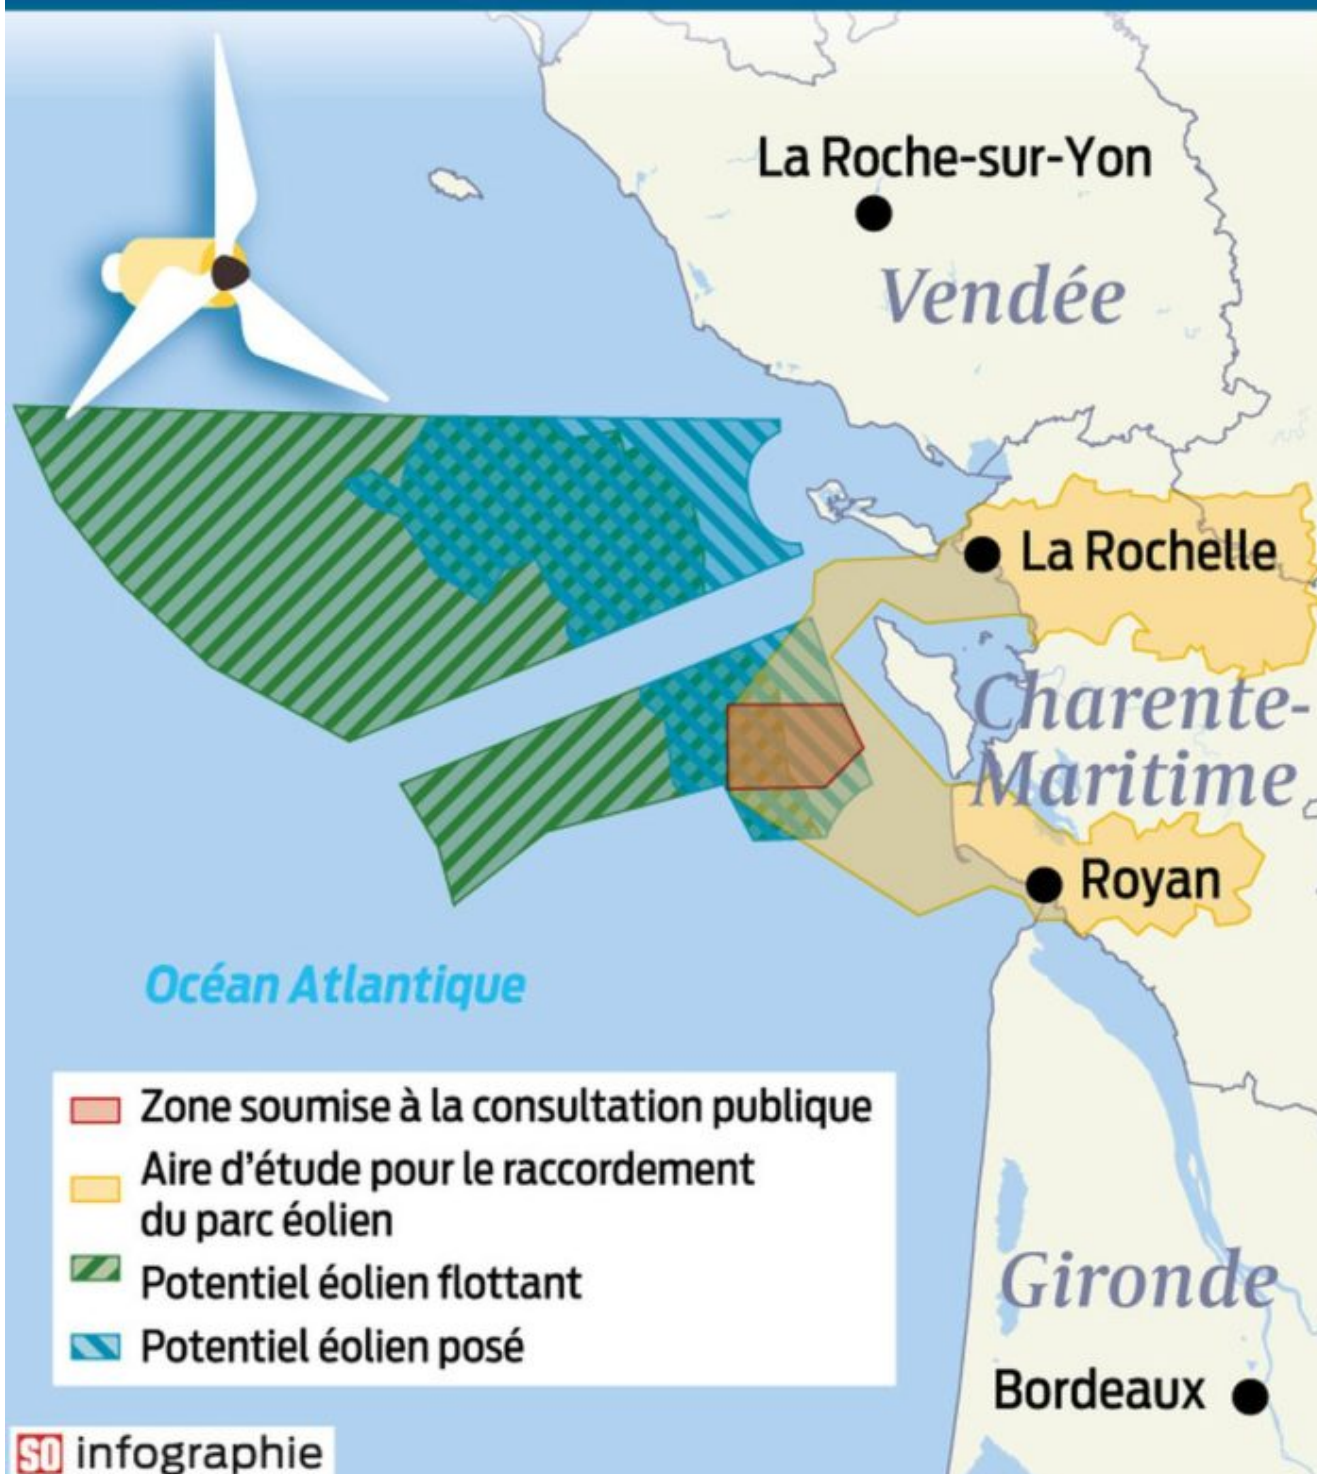 La Roche-sur-Yon
Vendée
La Rochelle
Charente-
Maritime
Royan
Océan Atlantique
Zone soumise à la consultation publique
Aire d'étude pour le raccordement
du parc éolien
Potentiel éolien flottant
Potentiel éolien posé
Gironde
Bordeaux
SO infographie